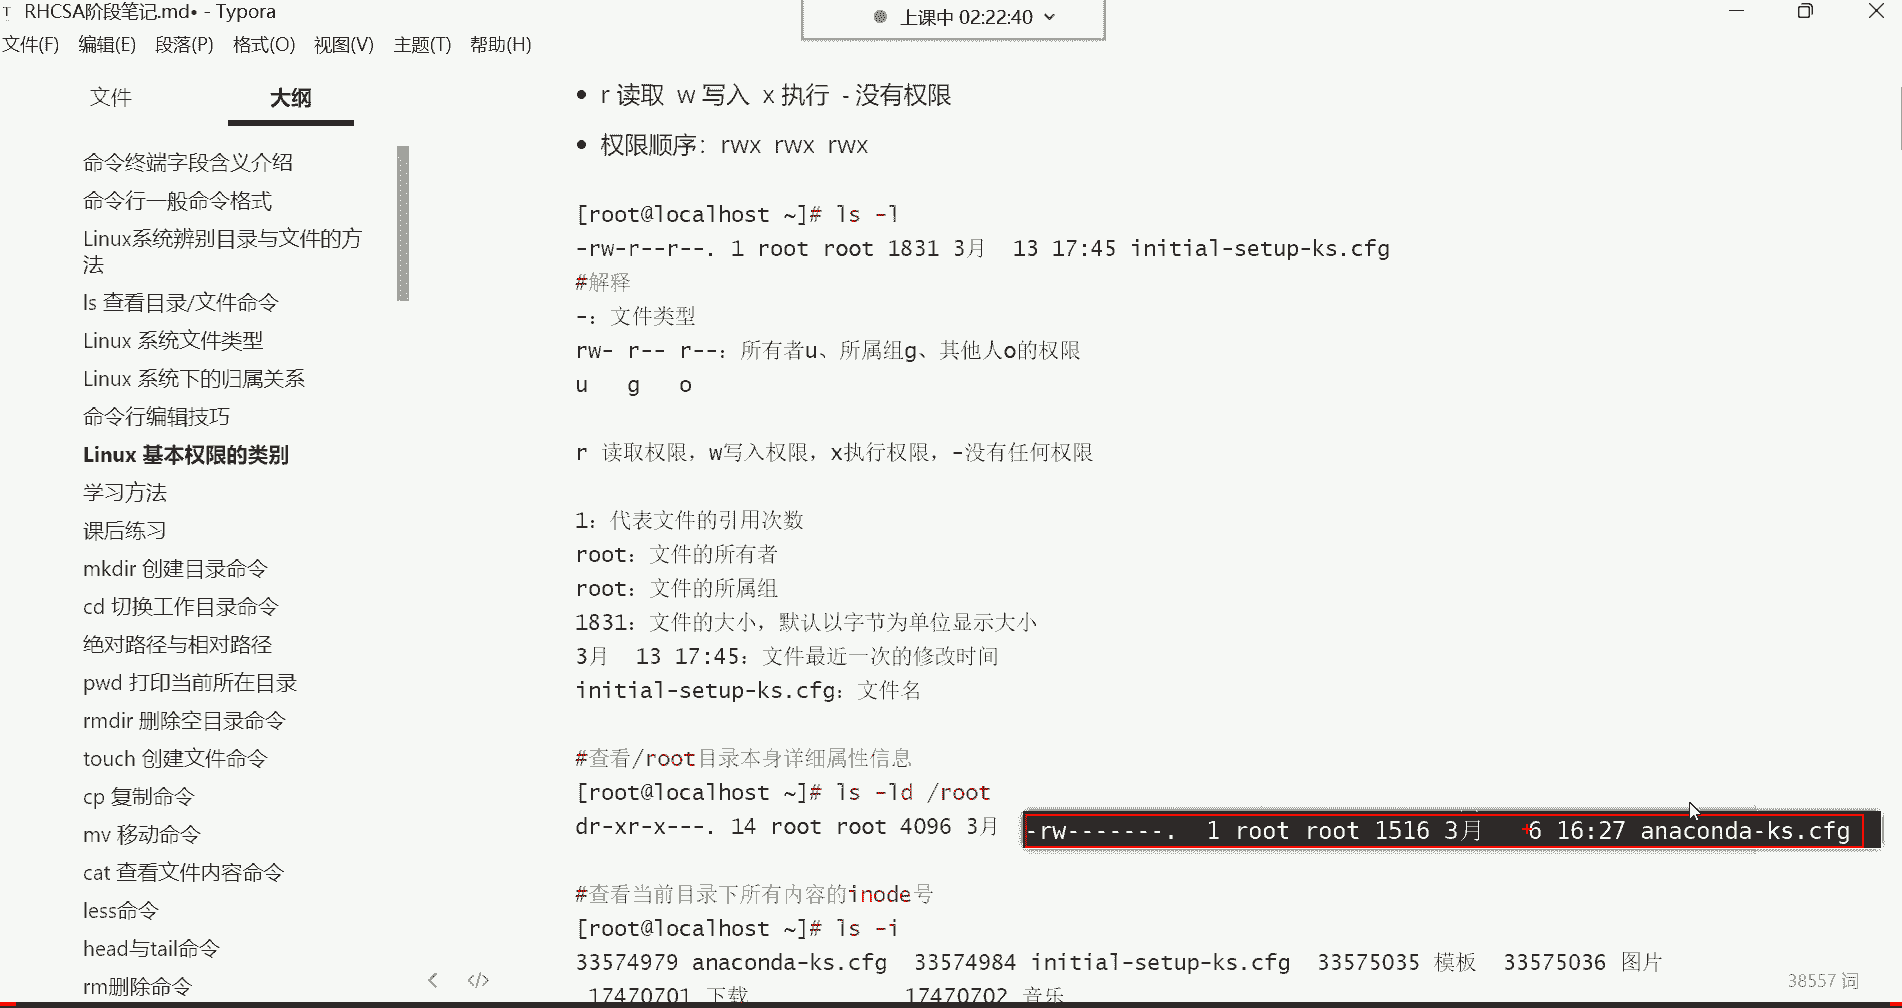 RHCSA阶段笔记.md• - Typora
上课中 02:22:40
文件(F) 编辑(E) 段落(P) 格式(O) 视图(V) 主题(T) 帮助(H)
文件 大纲
命令终端字段含义介绍
命令行一般命令格式
Linux系统辨别目录与文件的方
法
ls 查看目录/文件命令
Linux 系统文件类型
Linux 系统下的归属关系
命令行编辑技巧
Linux 基本权限的类别
学习方法
课后练习
mkdir 创建目录命令
cd 切换工作目录命令
绝对路径与相对路径
pwd 打印当前所在目录
rmdir 删除空目录命令
touch 创建文件命令
cp 复制命令
mv 移动命令
cat 查看文件内容命令
less命令
head与tail命令
rm删除命令
• r 读取 w 写入 x 执行 - 没有权限
• 权限顺序：rwx rwx rwx
[root@localhost ~]# ls -l
-rw-r--r--. 1 root root 1831 3月  13 17:45 initial-setup-ks.cfg
#解释
-：文件类型
rw- r-- r--：所有者u、所属组g、其他人o的权限
u   g   o
r 读取权限，w写入权限，x执行权限，-没有任何权限
1：代表文件的引用次数
root：文件的所有者
root：文件的所属组
1831：文件的大小，默认以字节为单位显示大小
3月  13 17:45：文件最近一次的修改时间
initial-setup-ks.cfg：文件名
#查看/root目录本身详细属性信息
[root@localhost ~]# ls -ld /root
dr-xr-x---. 14 root root 4096 3月
-rw-------.  1 root root 1516 3月   6 16:27 anaconda-ks.cfg
#查看当前目录下所有内容的inode号
[root@localhost ~]# ls -i
33574979 anaconda-ks.cfg  33574984 initial-setup-ks.cfg  33575035 模板  33575036 图片
17470701 下载  17470702 音乐
38557 词